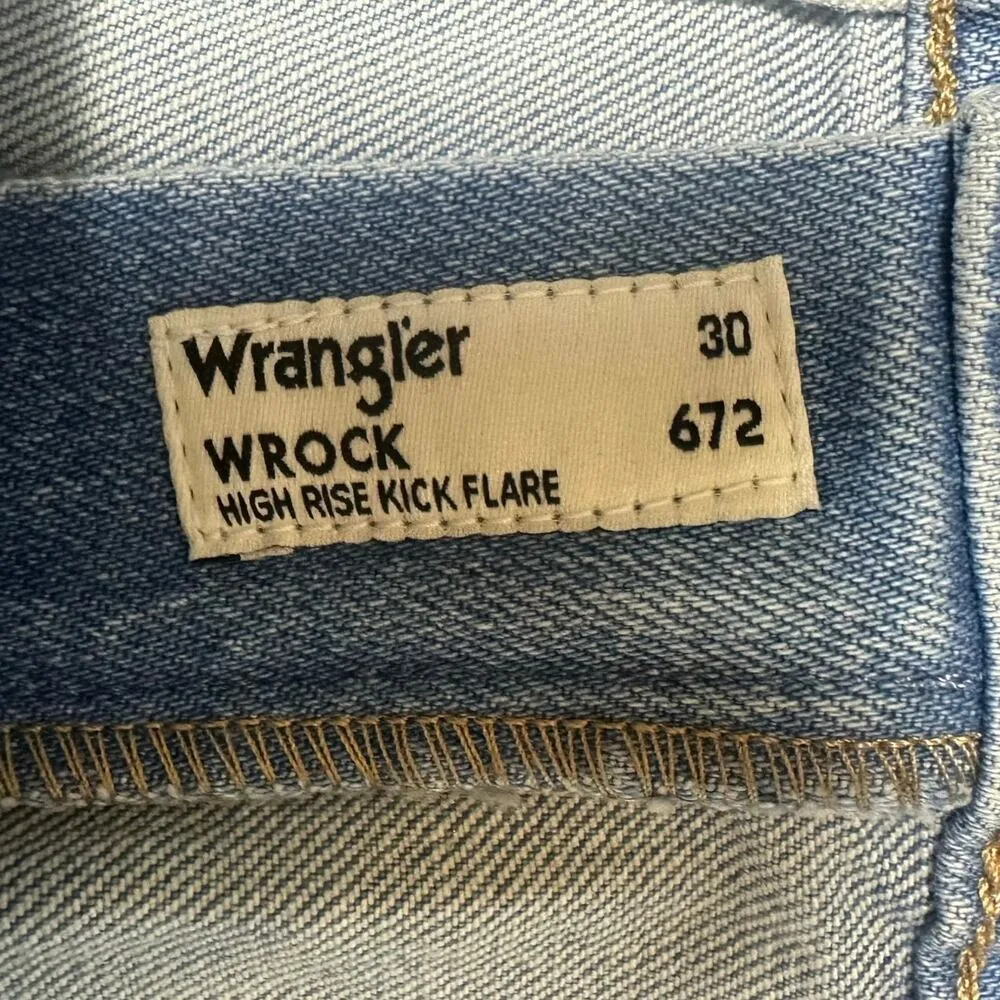 Wrangler 30
WROCK 672
HIGH RISE KICK FLARE